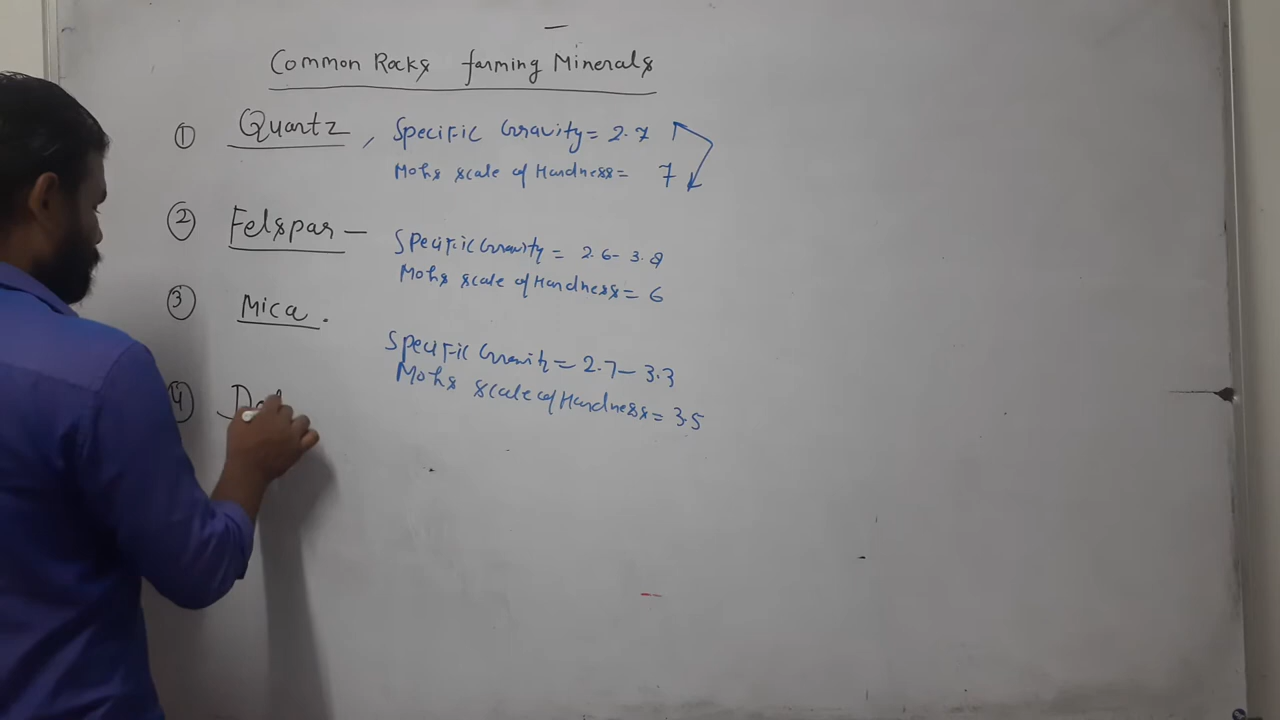 Common Rocks farming Minerals
① Quartz, Specific Gravity = 2.7
Mohs scale of Hardness = 7
② Felspar - Specific Gravity = 2.6-3.9
Mohs scale of Hardness = 6
③ Mica.
Specific Gravity = 2.7-3.3
Mohs scale of Hardness = 3.5
④